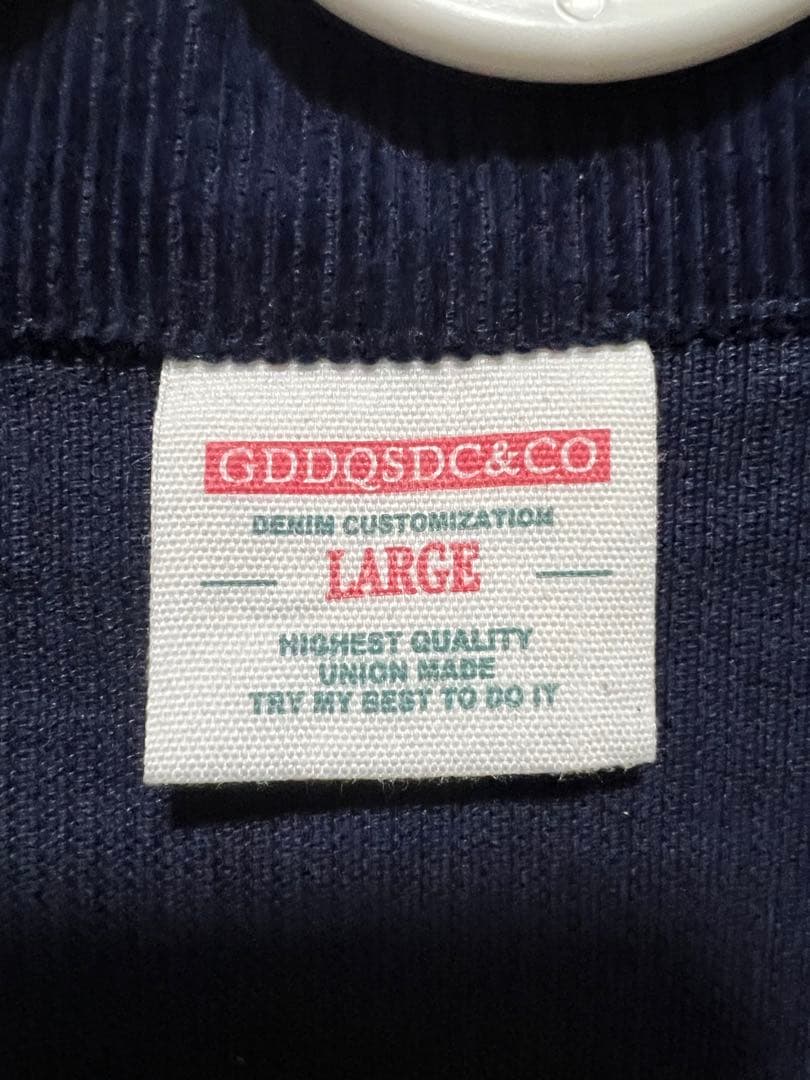 GDDQSDC&CO
DENIM CUSTOMIZATION
LARGE
HIGHEST QUALITY
UNION MADE
TRY MY BEST TO DO IT